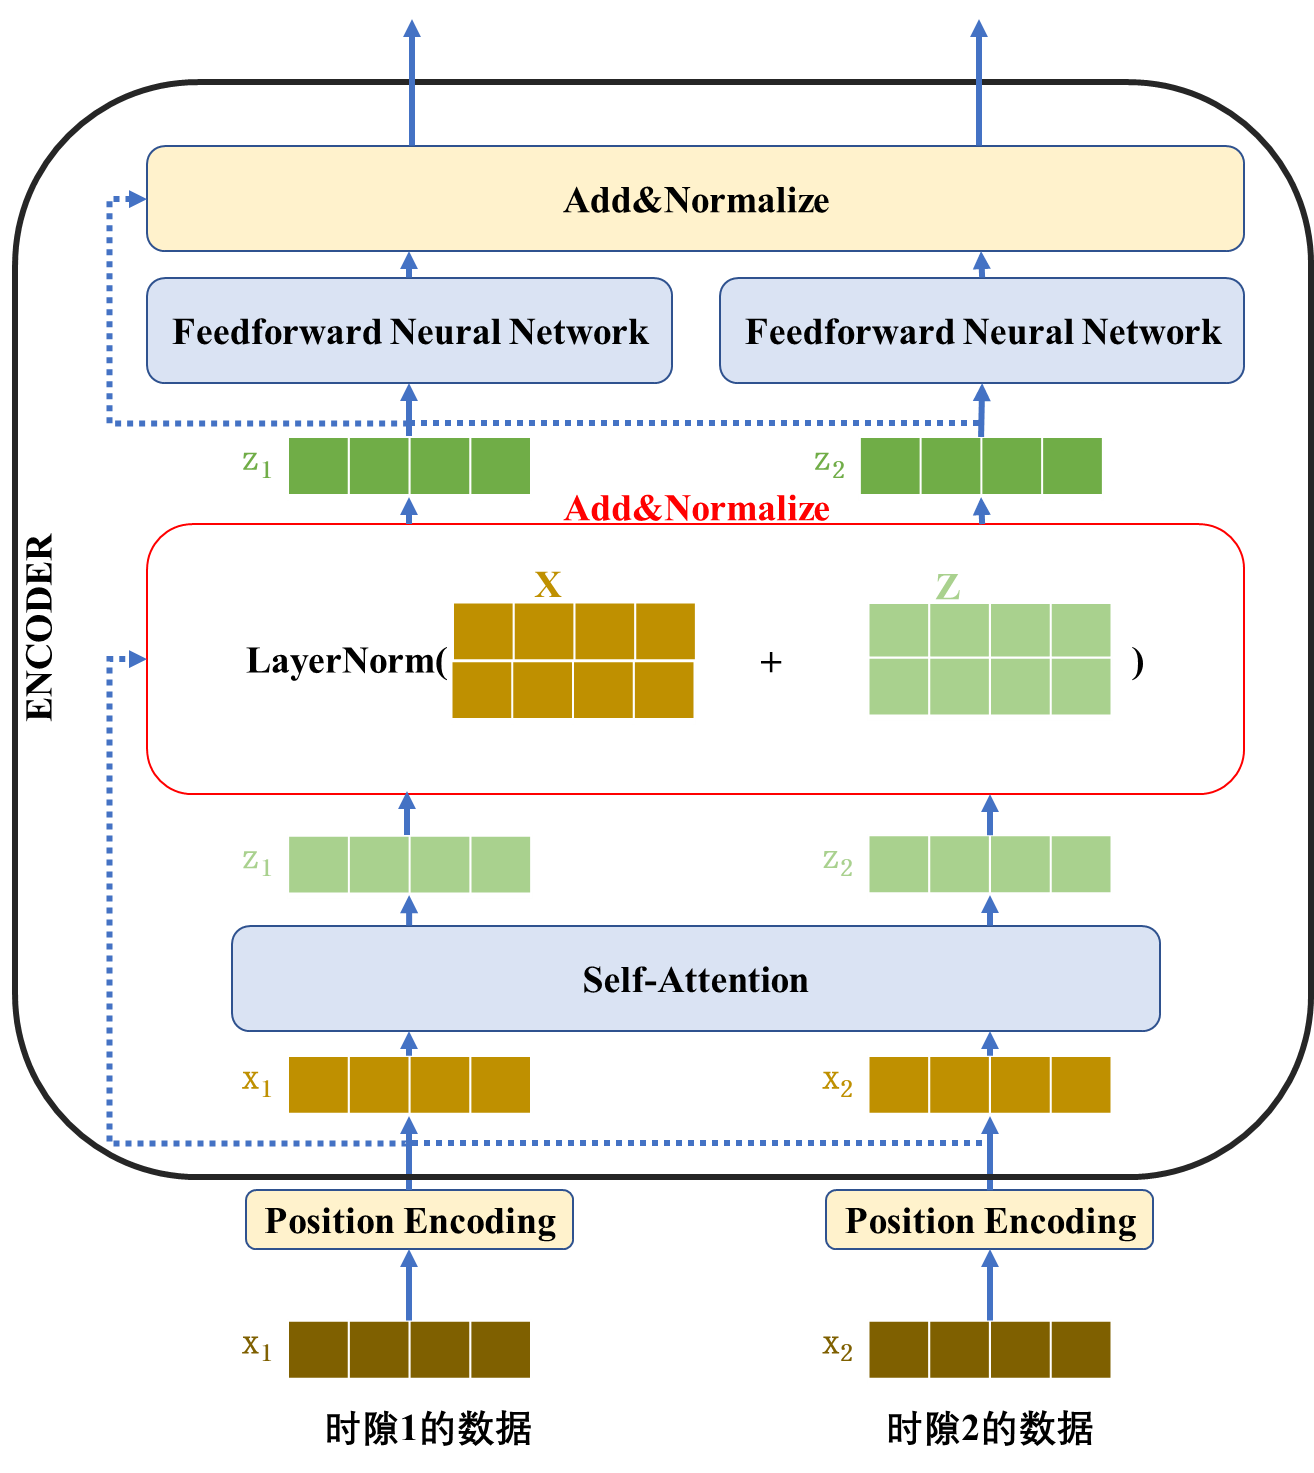 Add&Normalize
Feedforward Neural Network
Feedforward Neural Network
z1
z2
Add&Normalize
ENCODER
X
Z
LayerNorm(
+
)
z1
z2
Self-Attention
x1
x2
Position Encoding
Position Encoding
x1
x2
时隙1的数据
时隙2的数据